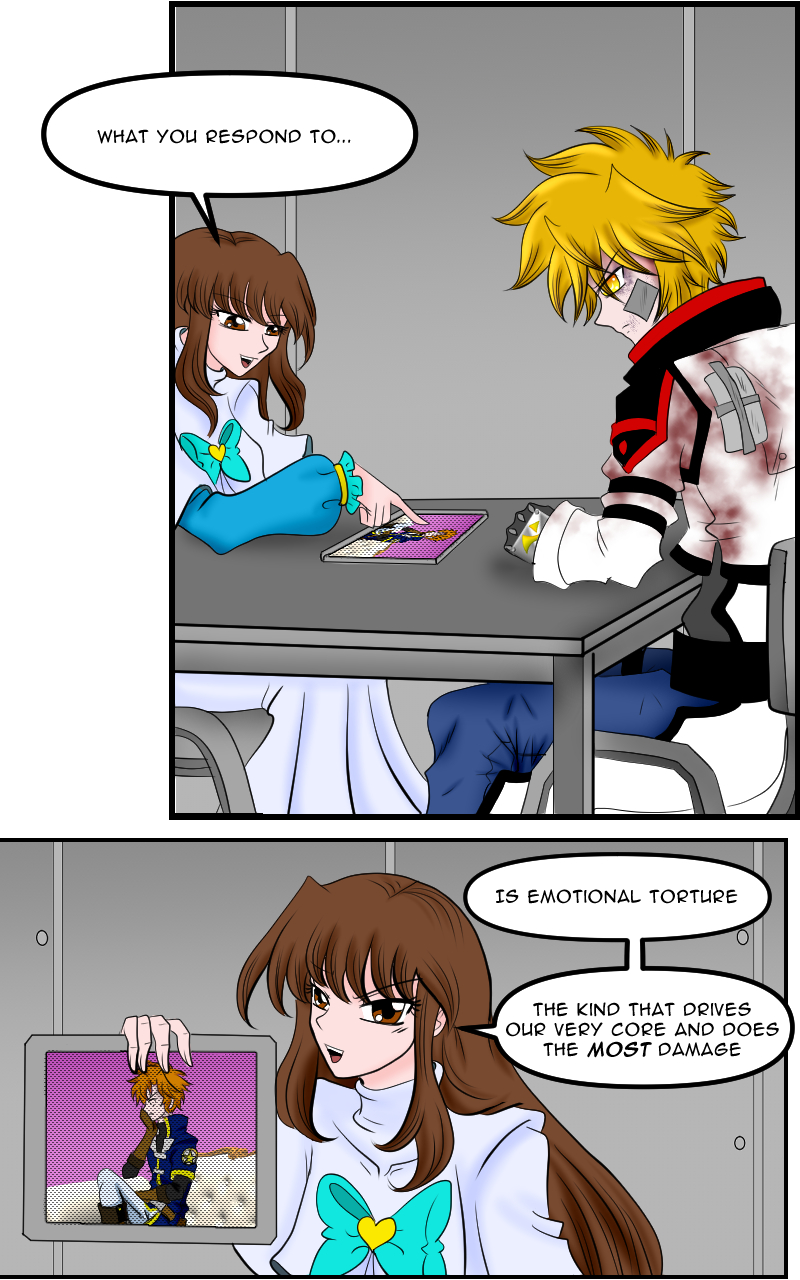 WHAT YOU RESPOND TO...
IS EMOTIONAL TORTURE
THE KIND THAT DRIVES
OUR VERY CORE AND DOES
THE MOST DAMAGE